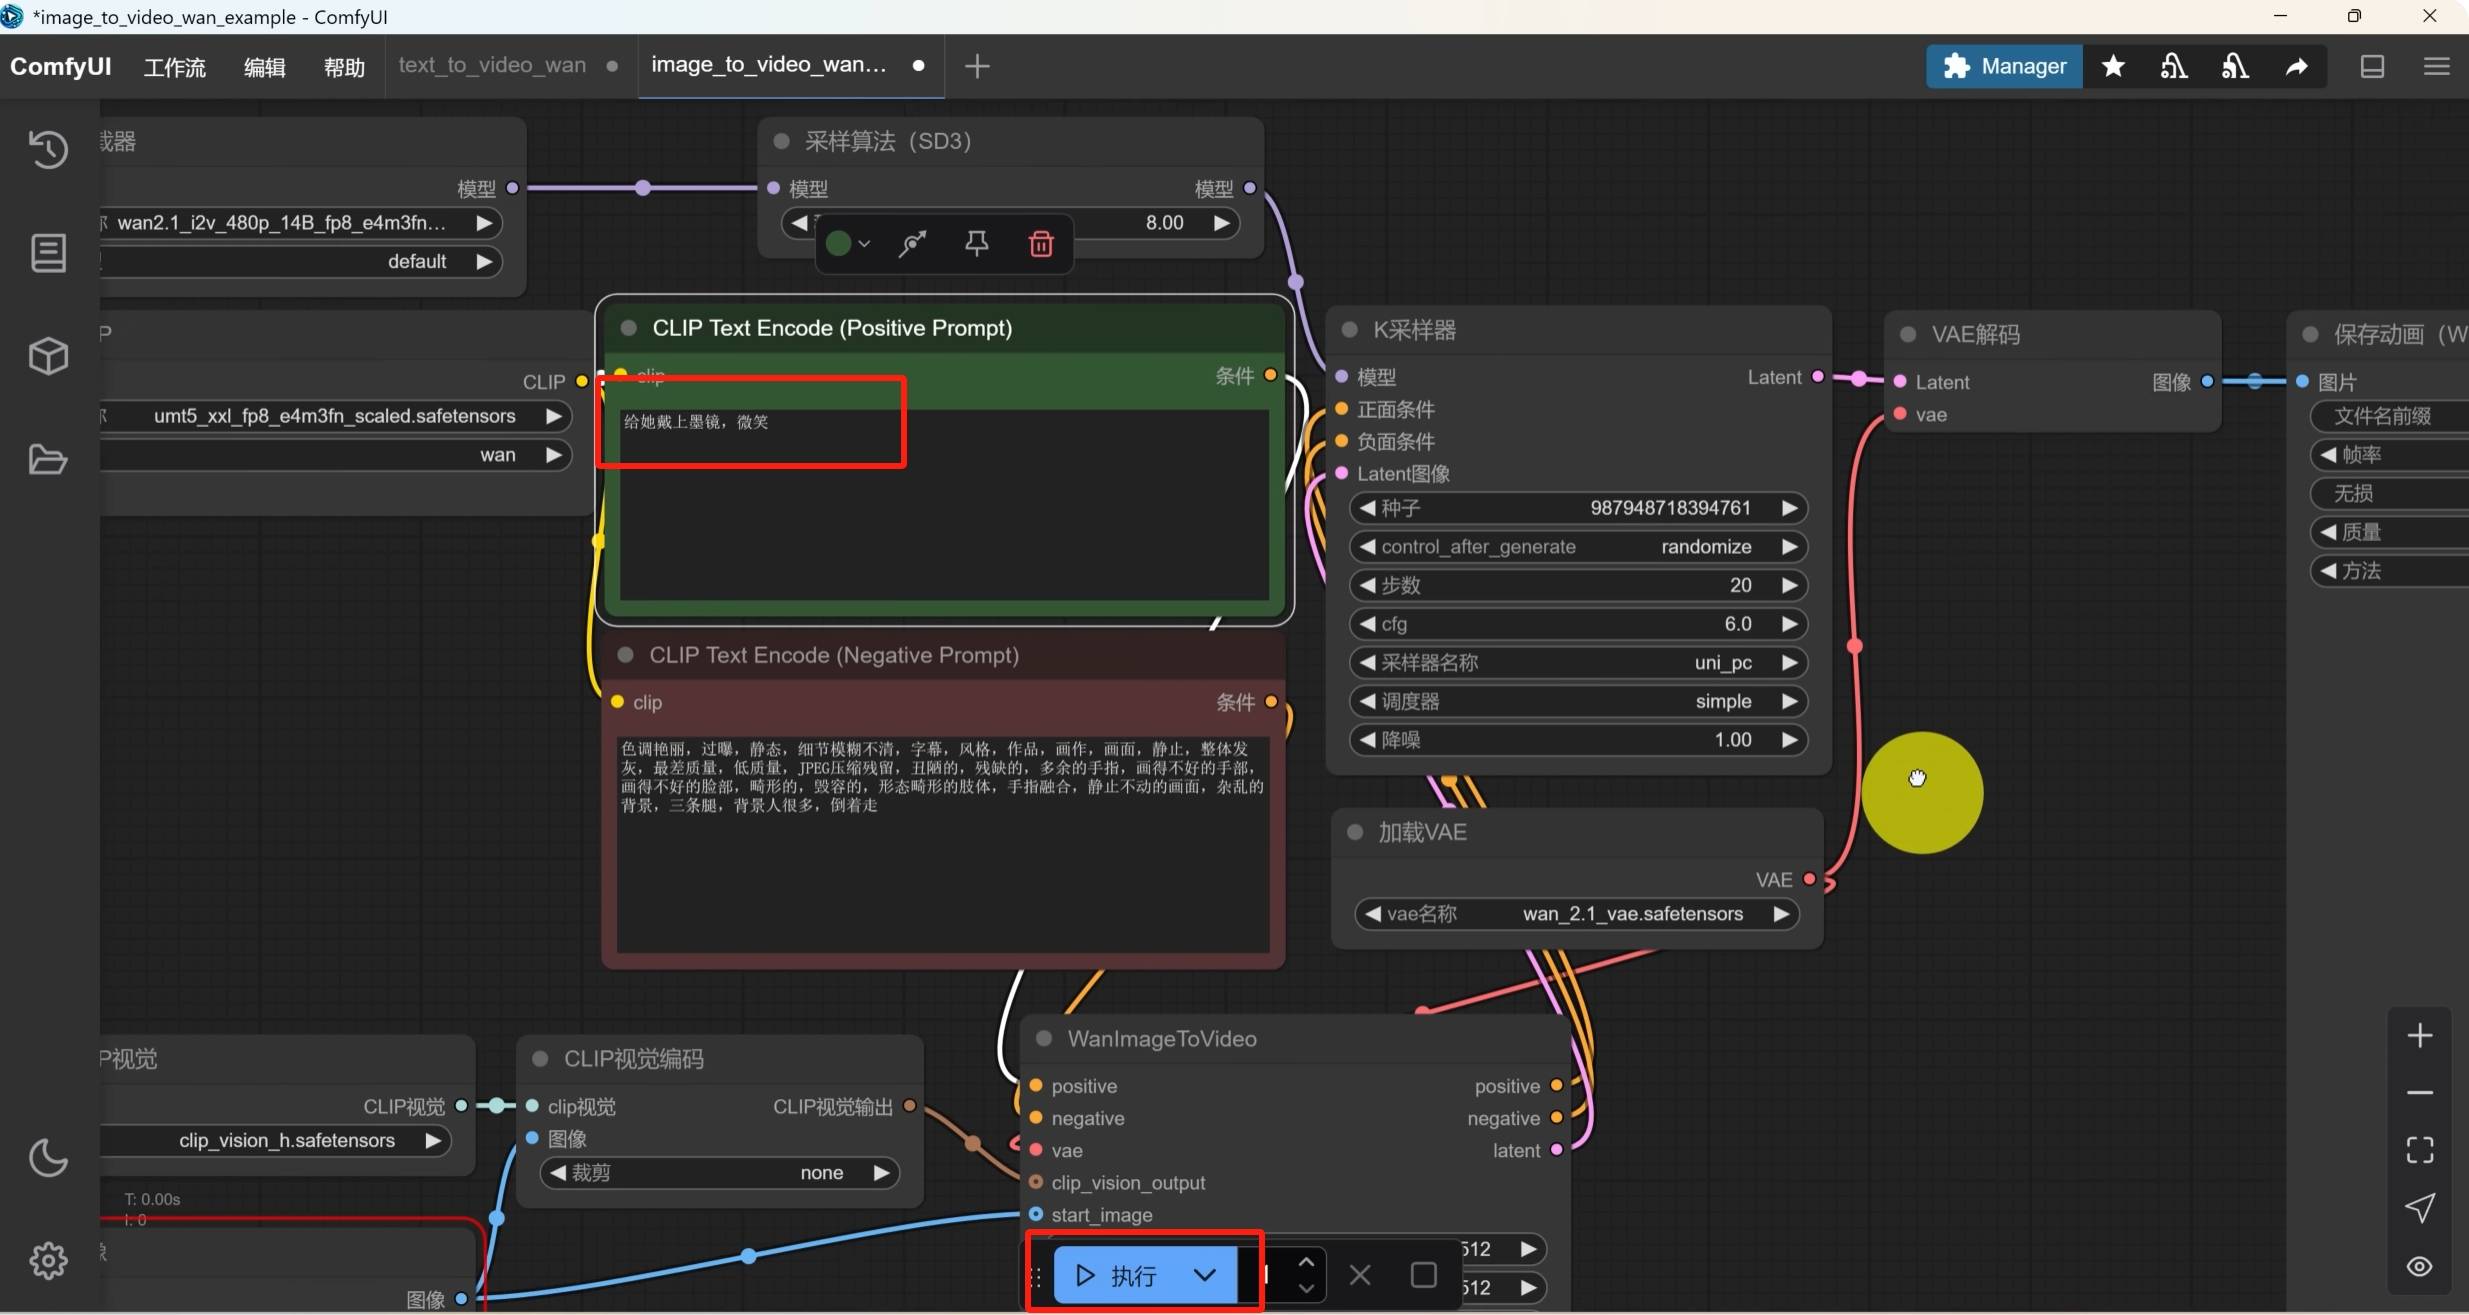 *image_to_video_wan_example - ComfyUI
ComfyUI 工作流 编辑 帮助 text_to_video_wan image_to_video_wan... Manager
载器
模型
wan2.1_i2v_480p_14B_fp8_e4m3fn...
default
采样算法（SD3）
模型 模型
8.00
P
CLIP
umt5_xxl_fp8_e4m3fn_scaled.safetensors
wan
CLIP Text Encode (Positive Prompt)
clip 条件
给她戴上墨镜，微笑
CLIP Text Encode (Negative Prompt)
clip 条件
色调艳丽，过曝，静态，细节模糊不清，字幕，风格，作品，画作，画面，静止，整体发
灰，最差质量，低质量，JPEG压缩残留，丑陋的，残缺的，多余的手指，画得不好的手部，
画得不好的脸部，畸形的，毁容的，形态畸形的肢体，手指融合，静止不动的画面，杂乱的
背景，三条腿，背景人很多，倒着走
K采样器
模型 Latent
正面条件
负面条件
Latent图像
种子 987948718394761
control_after_generate randomize
步数 20
cfg 6.0
采样器名称 uni_pc
调度器 simple
降噪 1.00
VAE解码
Latent 图像
vae
保存动画（W
图片
文件名前缀
帧率
无损
质量
方法
加载VAE
VAE
vae名称 wan_2.1_vae.safetensors
P视觉
CLIP视觉
clip_vision_h.safetensors
T: 0.00s
I: 0
像
图像
CLIP视觉编码
clip视觉 CLIP视觉输出
图像
裁剪 none
WanImageToVideo
positive positive
negative negative
vae latent
clip_vision_output
start_image
512
512
执行